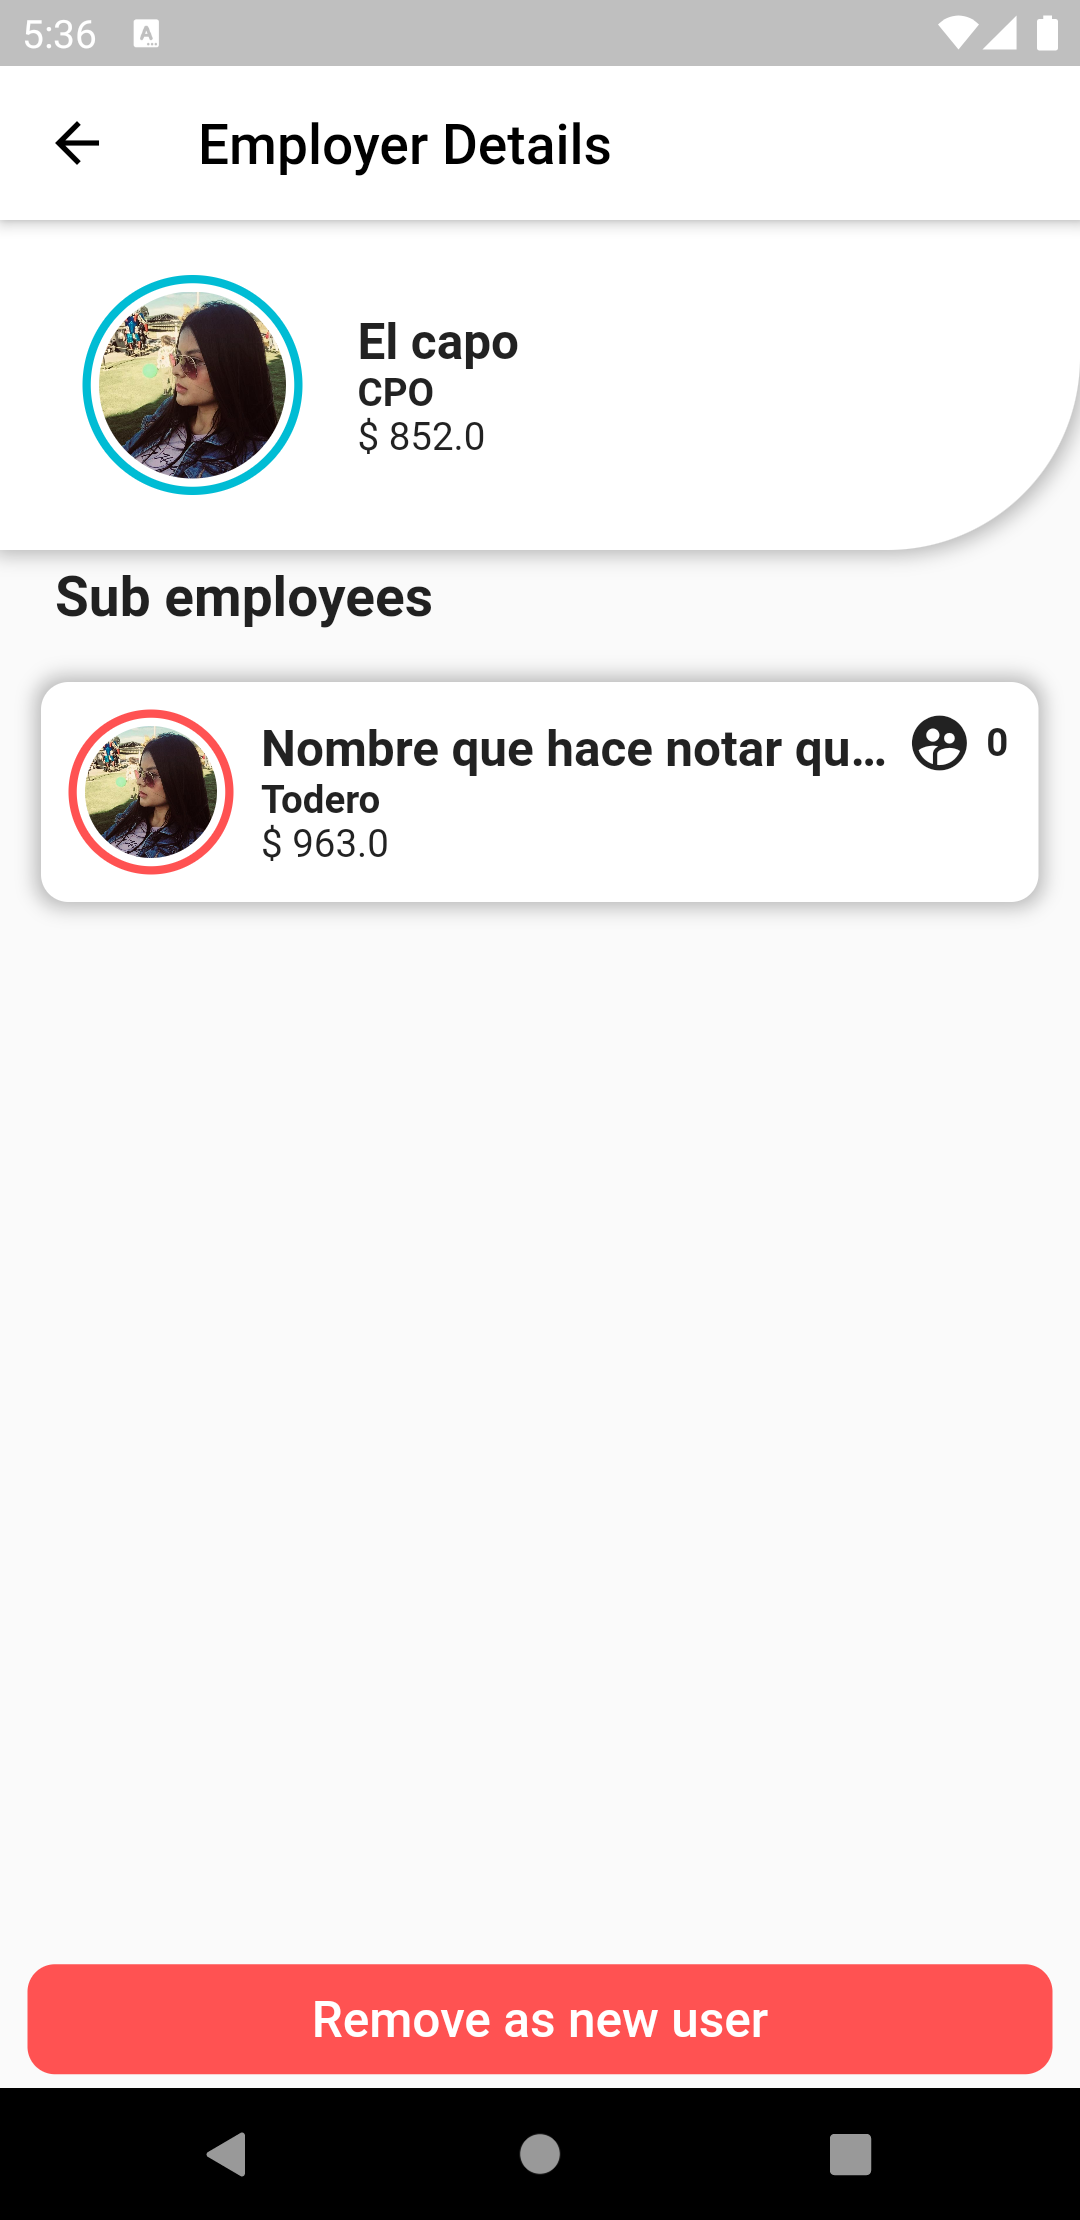 5:36
Employer Details
El capo
CPO
$ 852.0
Sub employees
Nombre que hace notar qu...
0
Todero
$ 963.0
Remove as new user